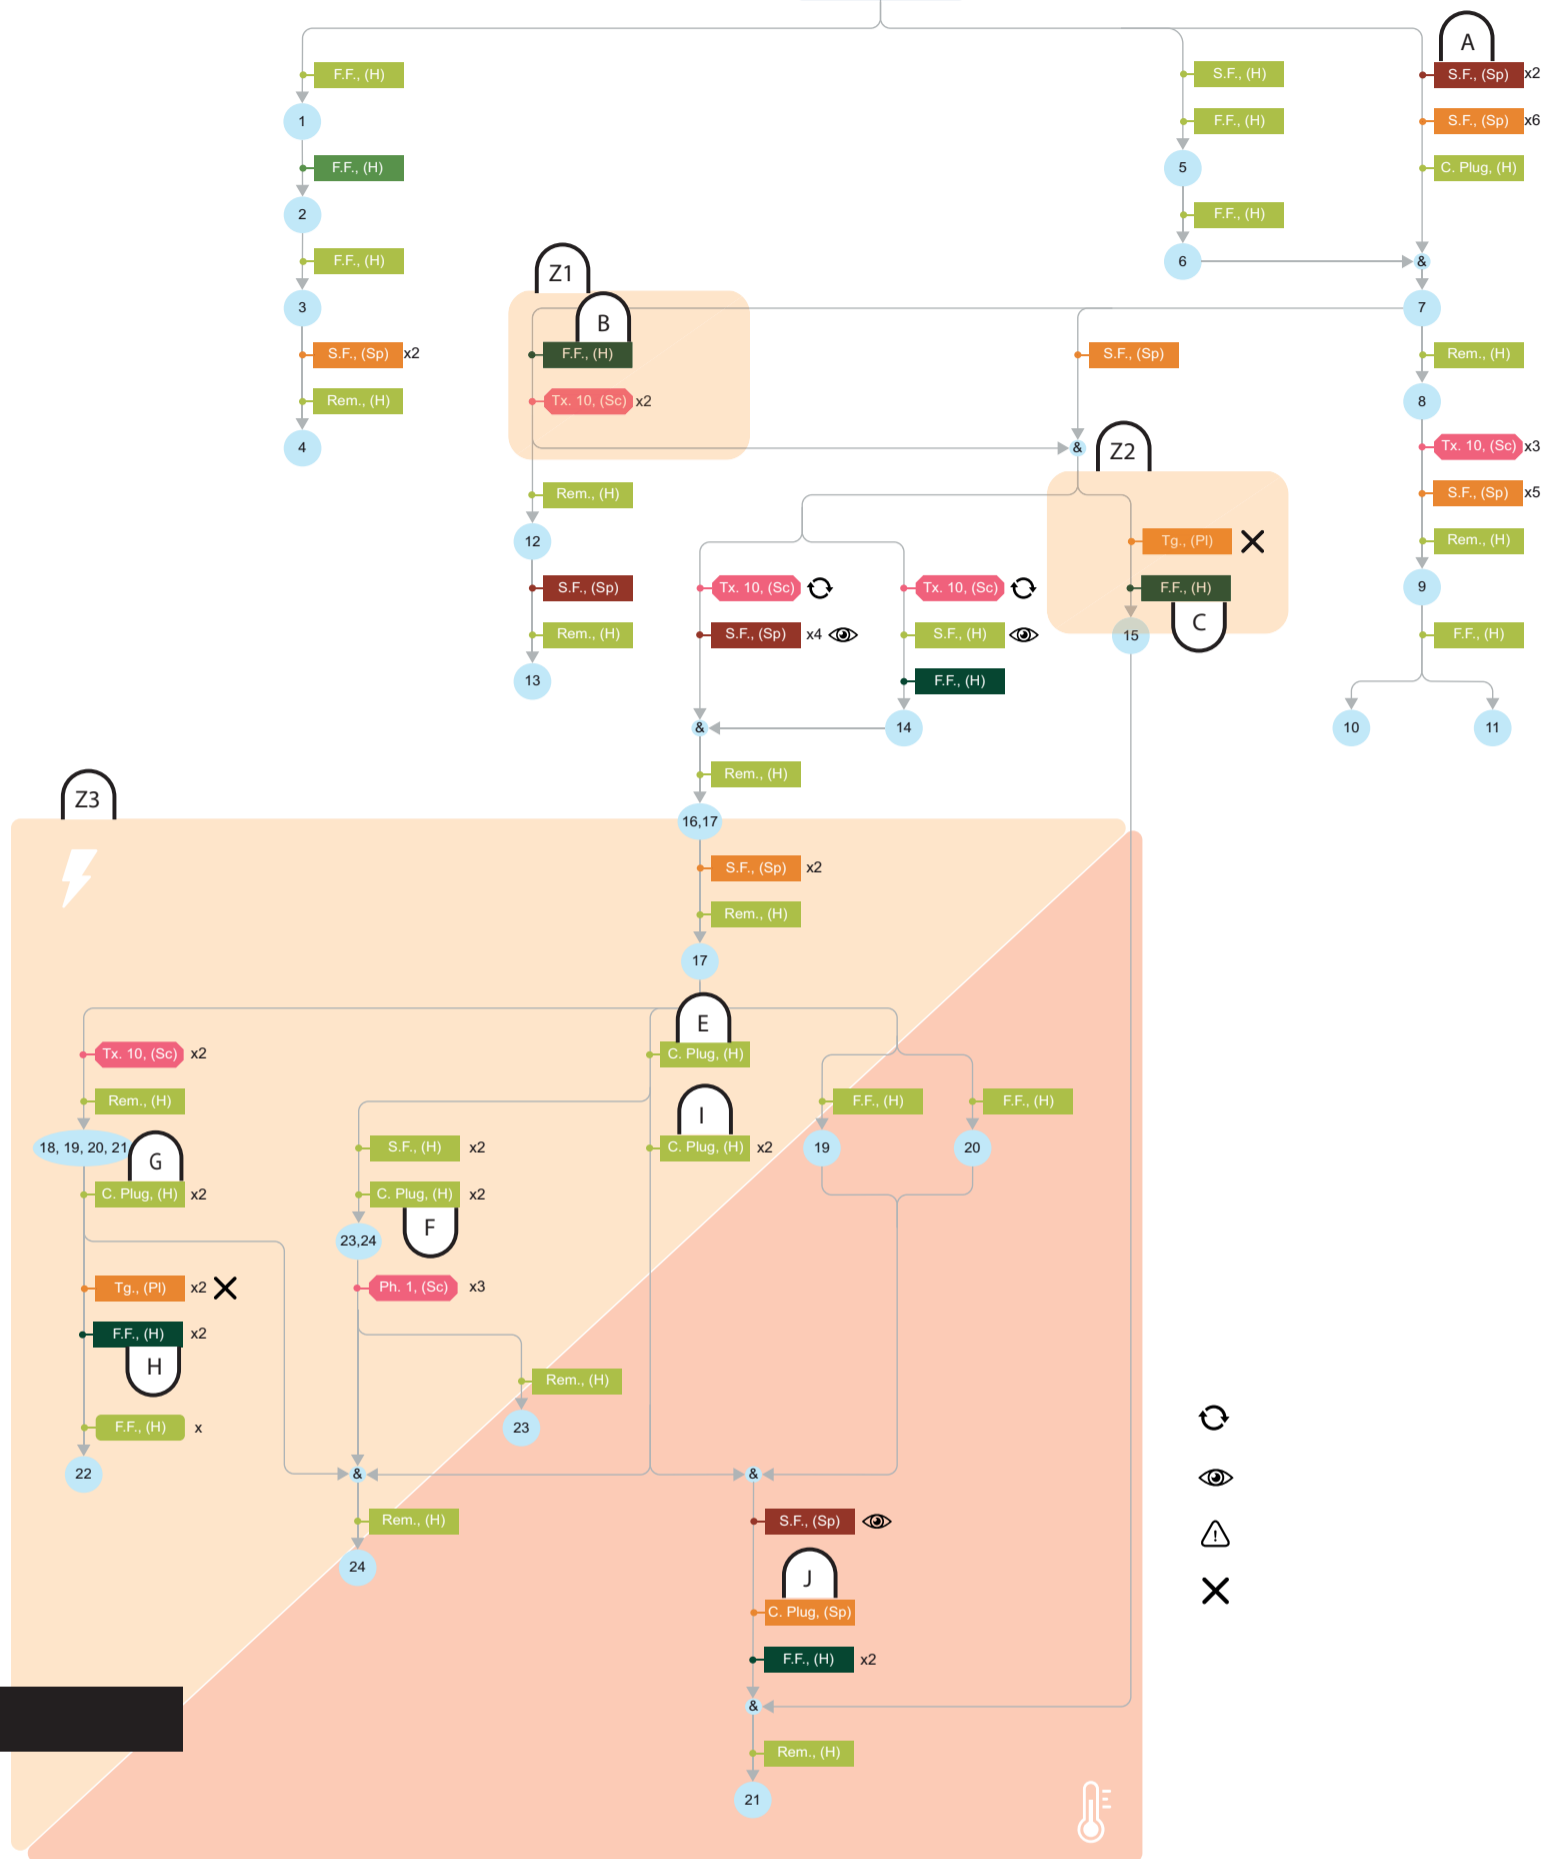 A
F.F., (H)
S.F., (H)
S.F., (Sp) x2
1
F.F., (H)
S.F., (Sp) x6
F.F., (H)
5
C. Plug, (H)
2
F.F., (H)
F.F., (H)
6
&
Z1
3
B
7
S.F., (Sp) x2
F.F., (H)
S.F., (Sp)
Rem., (H)
Rem., (H)
Tx. 10, (Sc) x2
8
4
&
Z2
Tx. 10, (Sc) x3
Rem., (H)
S.F., (Sp) x5
12
Tg., (Pl)
Rem., (H)
S.F., (Sp)
Tx. 10, (Sc)
Tx. 10, (Sc)
F.F., (H)
9
Rem., (H)
S.F., (Sp) x4
S.F., (H)
15
C
F.F., (H)
13
F.F., (H)
&
14
10
11
Rem., (H)
Z3
16,17
S.F., (Sp) x2
Rem., (H)
17
E
Tx. 10, (Sc) x2
C. Plug, (H)
Rem., (H)
I
F.F., (H)
F.F., (H)
18, 19, 20, 21
G
S.F., (H) x2
C. Plug, (H) x2
19
20
C. Plug, (H) x2
C. Plug, (H) x2
23,24
F
Tg., (Pl) x2
Ph. 1, (Sc) x3
F.F., (H) x2
H
Rem., (H)
F.F., (H) x
23
22
&
&
Rem., (H)
S.F., (Sp)
24
J
C. Plug, (Sp)
F.F., (H) x2
&
Rem., (H)
21